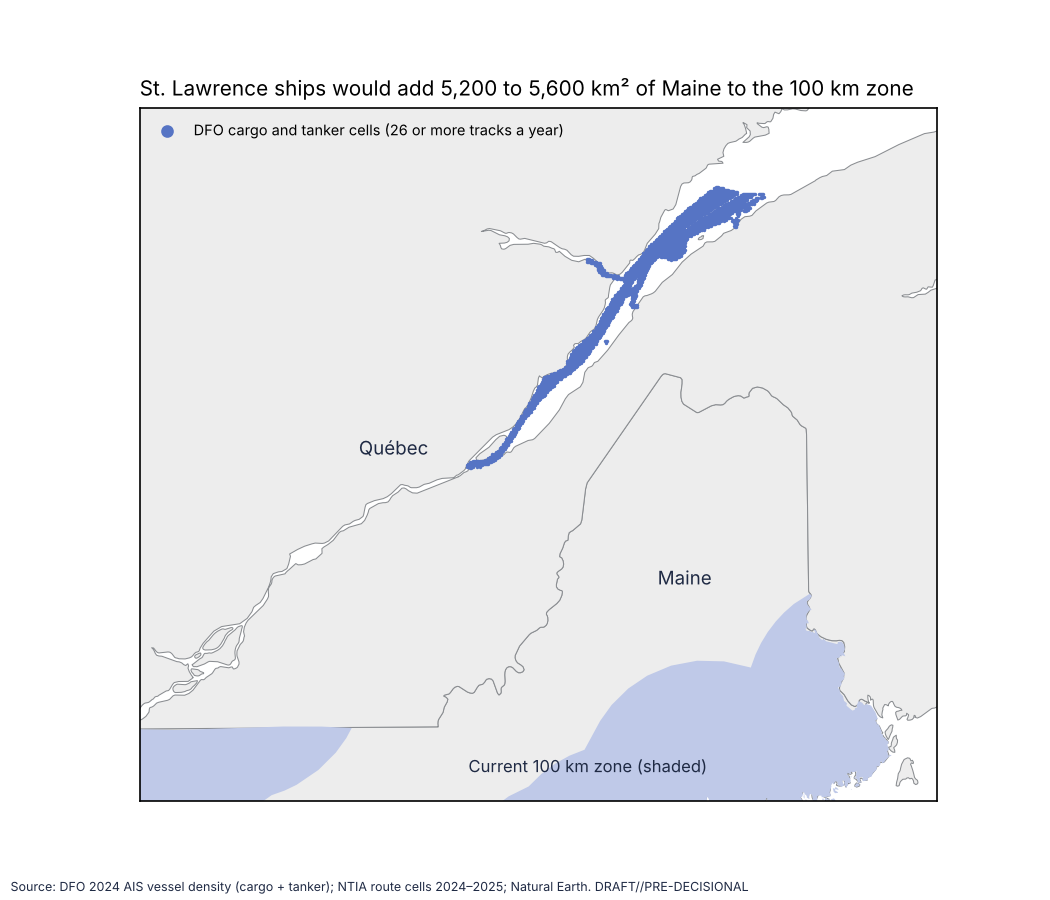 St. Lawrence ships would add 5,200 to 5,600 km² of Maine to the 100 km zone
DFO cargo and tanker cells (26 or more tracks a year)
Québec
Maine
Current 100 km zone (shaded)
Source: DFO 2024 AIS vessel density (cargo + tanker); NTIA route cells 2024–2025; Natural Earth. DRAFT//PRE-DECISIONAL